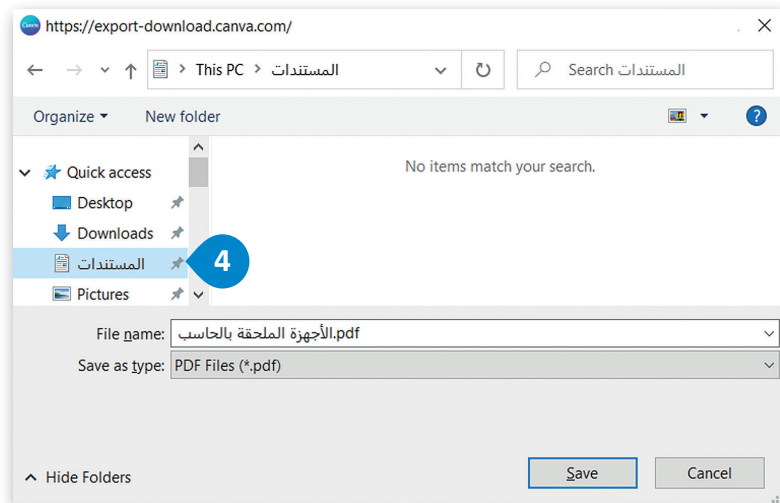 Canva
https://export-download.canva.com/
This PC > المستندات
Search المستندات
Organize
New folder
?
Quick access
No items match your search.
Desktop
Downloads
المستندات
4
Pictures
File name: الأجهزة الملحقة بالحاسب.pdf
Save as type: PDF Files (*.pdf)
Hide Folders
Save
Cancel